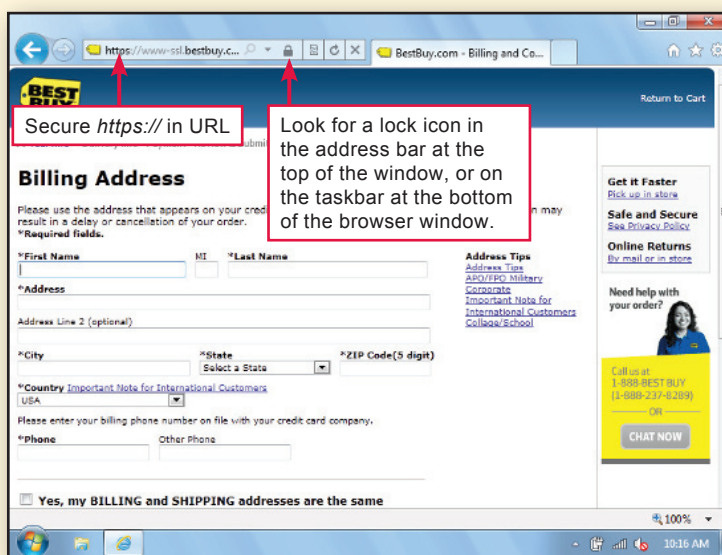 https://www-ssl.bestbuy.c...
BestBuy.com - Billing and Co...
BEST
BUY
Return to Cart
Secure https:// in URL
Look for a lock icon in
the address bar at the
top of the window, or on
the taskbar at the bottom
of the browser window.
Billing Address
Please use the address that appears on your
may
result in a delay or cancellation of your order.
*Required fields.
*First Name MI *Last Name
*Address
Address Line 2 (optional)
*City *State *ZIP Code(5 digit)
Select a State
*Country Important Note for International Customers
USA
Please enter your billing phone number on file with your credit card company.
*Phone Other Phone
Yes, my BILLING and SHIPPING addresses are the same
Address Tips
Address Tips
APO/FPO Military
Corporate
Important Note for
International Customers
College/School
Get it Faster
Pick up in store
Safe and Secure
See Privacy Policy
Online Returns
By mail or in store
Need help with
your order?
Call us at
1-888-BEST BUY
(1-888-237-8289)
OR
CHAT NOW
100%
10:16 AM